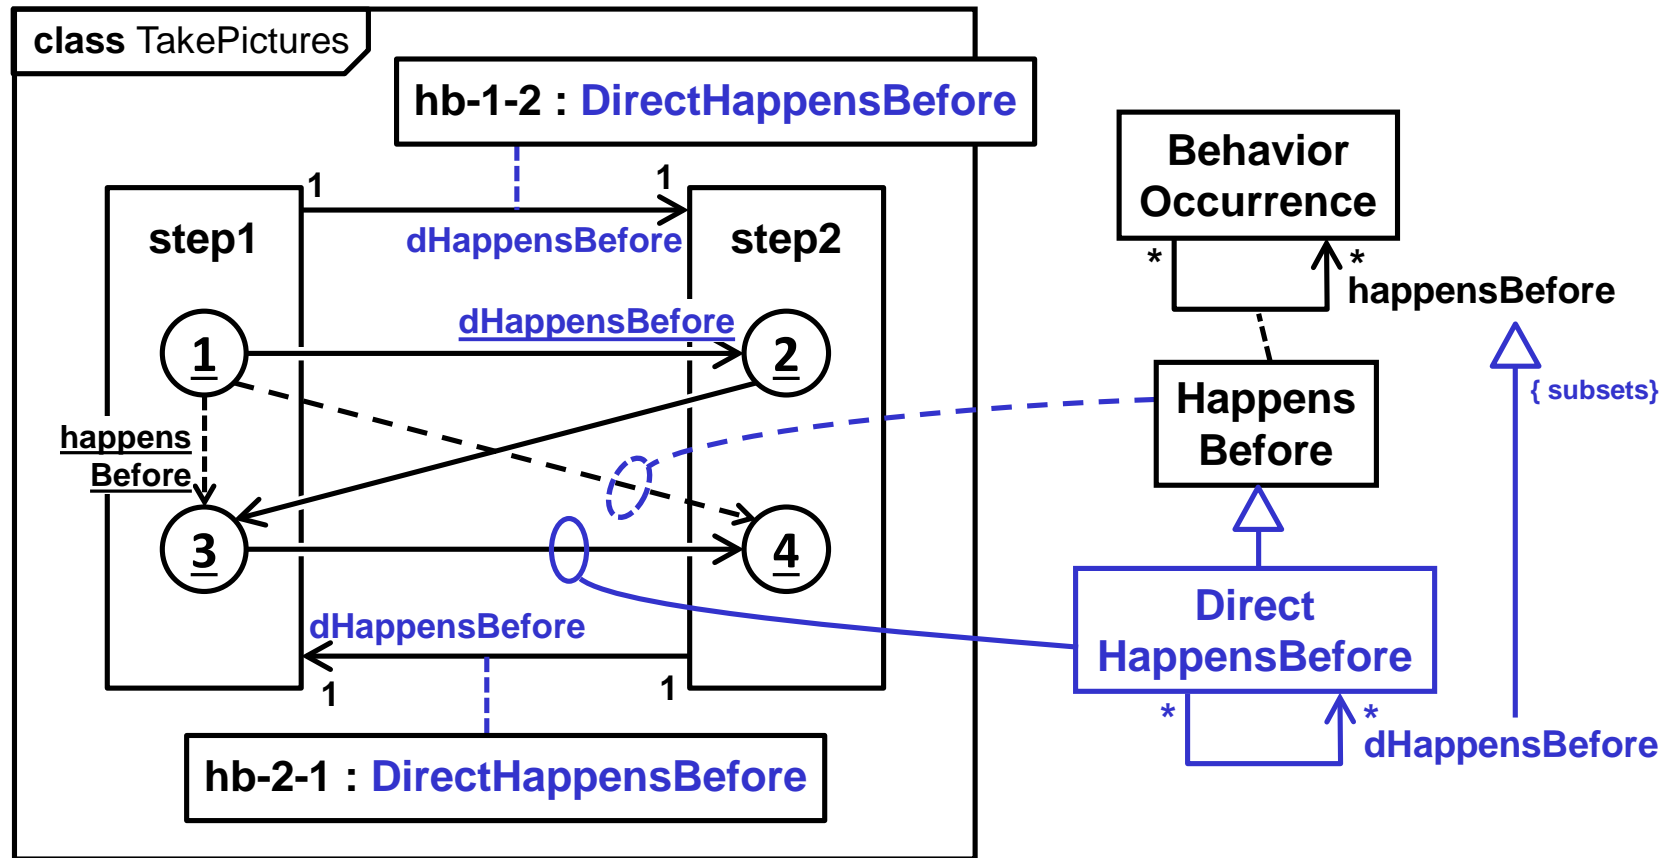 class TakePictures
hb-1-2 : DirectHappensBefore
1
1
step1
dHappensBefore
step2
dHappensBefore
1
2
happens
Before
3
4
dHappensBefore
1
1
hb-2-1 : DirectHappensBefore
Behavior
Occurrence
*
*
happensBefore
{ subsets}
Happens
Before
Direct
HappensBefore
*
*
dHappensBefore